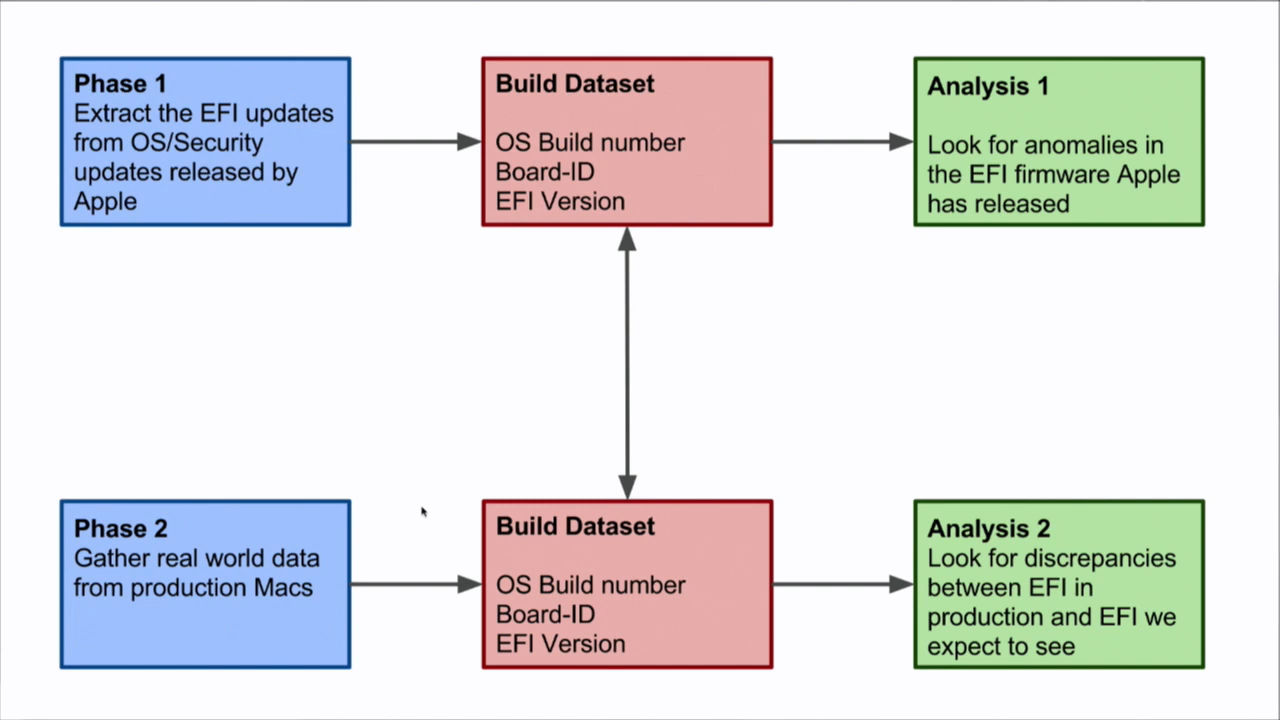 Phase 1
Extract the EFI updates
from OS/Security
updates released by
Apple
Build Dataset
OS Build number
Board-ID
EFI Version
Analysis 1
Look for anomalies in
the EFI firmware Apple
has released
Phase 2
Gather real world data
from production Macs
Build Dataset
OS Build number
Board-ID
EFI Version
Analysis 2
Look for discrepancies
between EFI in
production and EFI we
expect to see